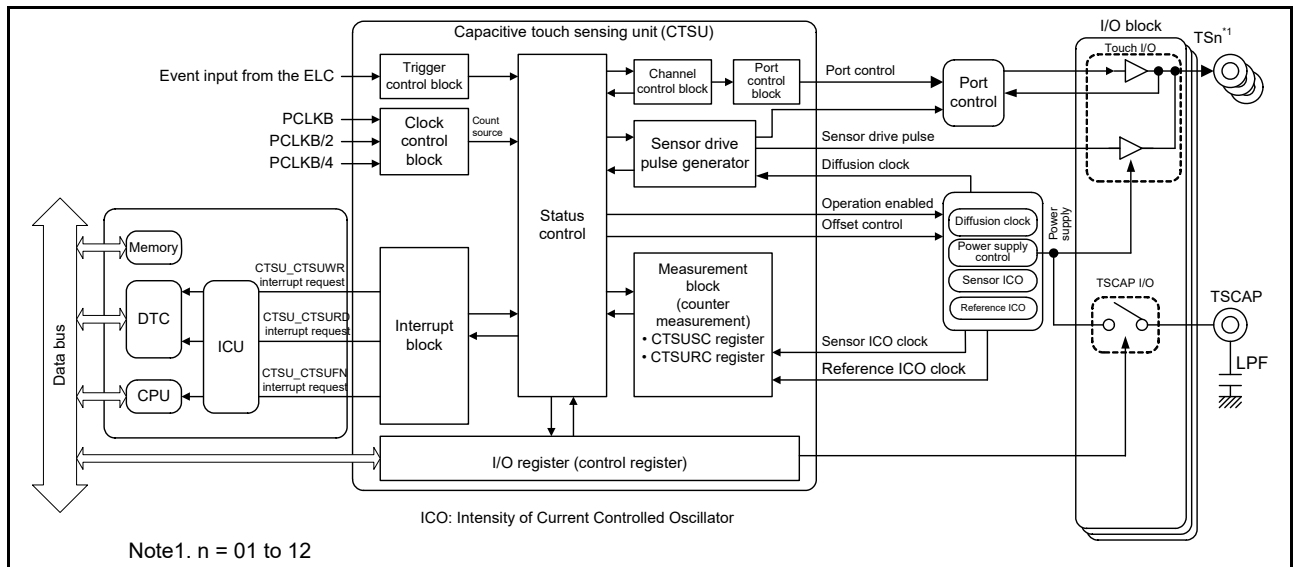 Capacitive touch sensing unit (CTSU)
I/O block
TSn*1
Touch I/O
Event input from the ELC
Trigger
control block
Channel
control block
Port
control
block
Port control
Port
control
PCLKB
PCLKB/2
PCLKB/4
Clock
control
block
Count
source
Sensor drive
pulse generator
Sensor drive pulse
Diffusion clock
Status
control
Operation enabled
Offset control
Diffusion clock
Power supply
control
Sensor ICO
Reference ICO
Power
supply
Data bus
Memory
DTC
CPU
ICU
CTSU_CTSUWR
interrupt request
CTSU_CTSURD
interrupt request
CTSU_CTSUFN
interrupt request
Interrupt
block
Measurement
block
(counter
measurement)
• CTSUSC register
• CTSURC register
Sensor ICO clock
Reference ICO clock
TSCAP I/O
TSCAP
LPF
I/O register (control register)
ICO: Intensity of Current Controlled Oscillator
Note1. n = 01 to 12